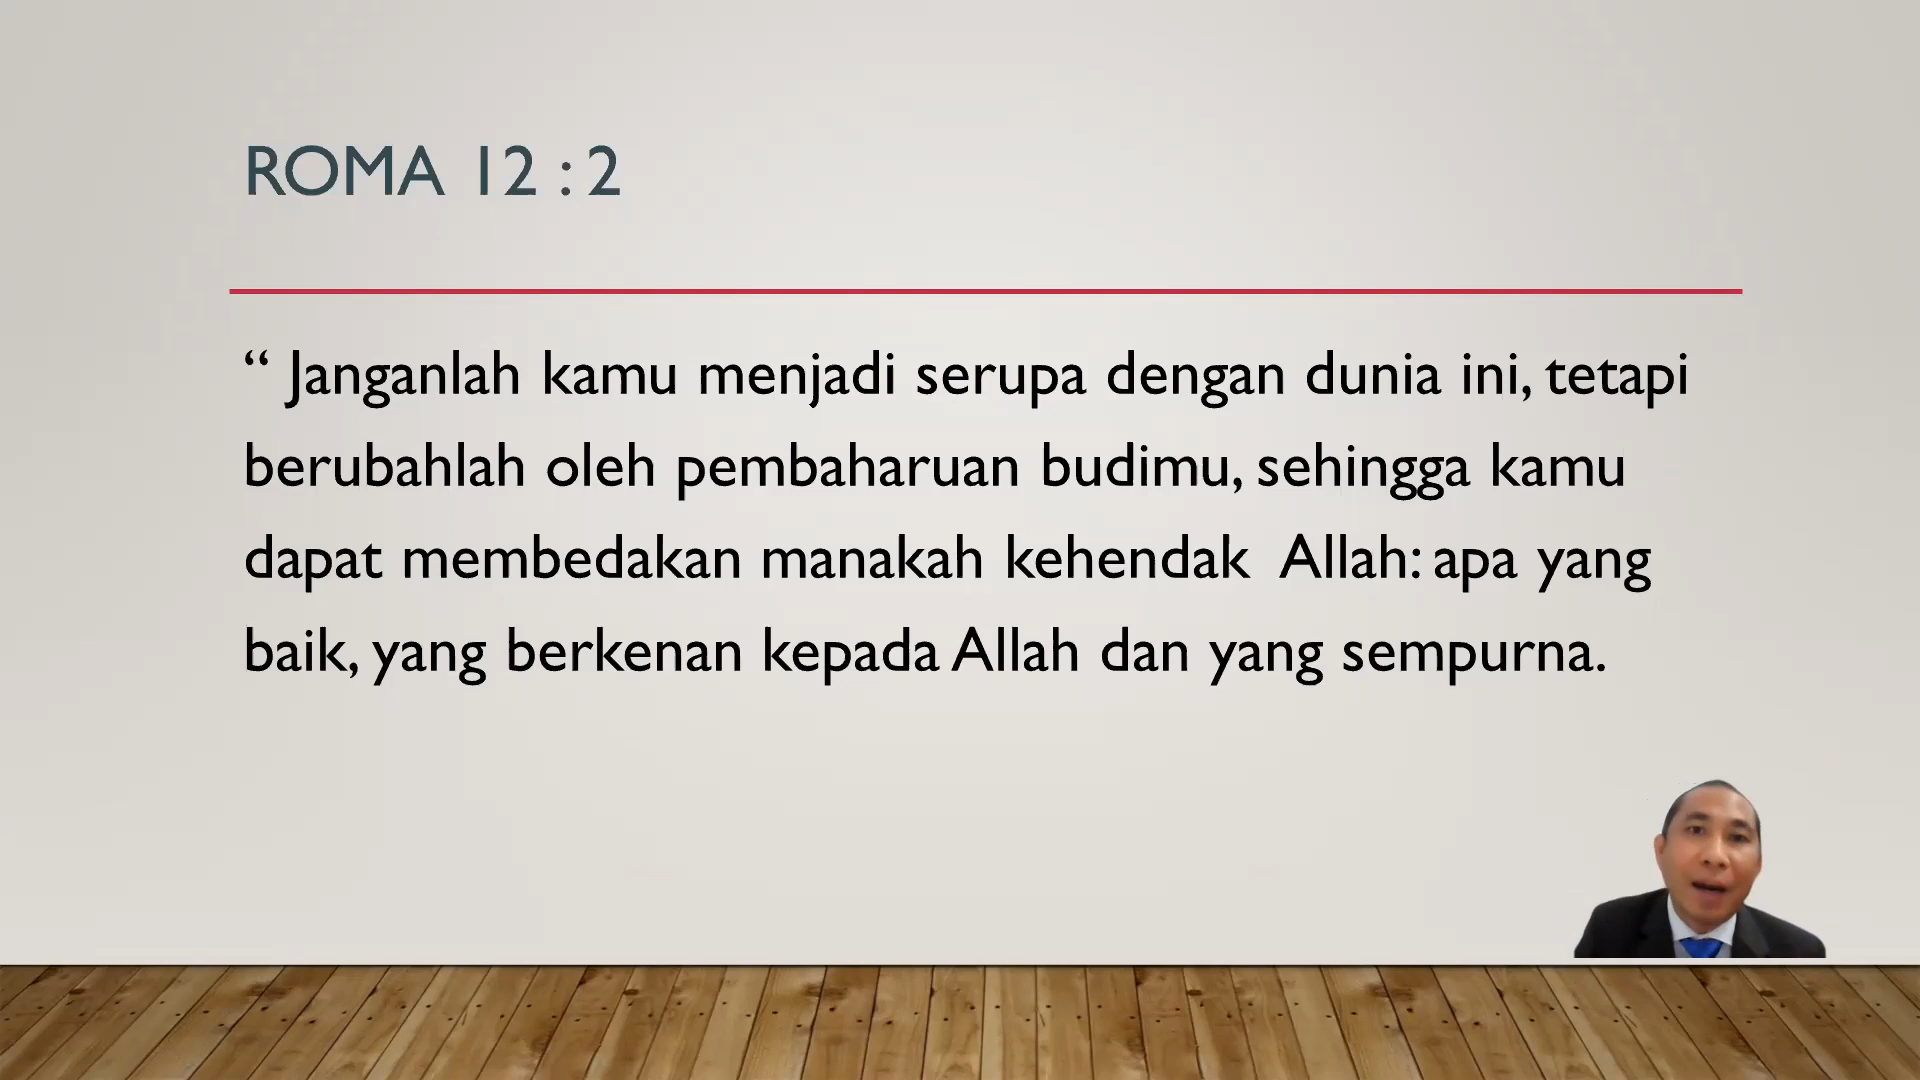 ROMA 12 : 2
“ Janganlah kamu menjadi serupa dengan dunia ini, tetapi
berubahlah oleh pembaharuan budimu, sehingga kamu
dapat membedakan manakah kehendak  Allah: apa yang
baik, yang berkenan kepada Allah dan yang sempurna.